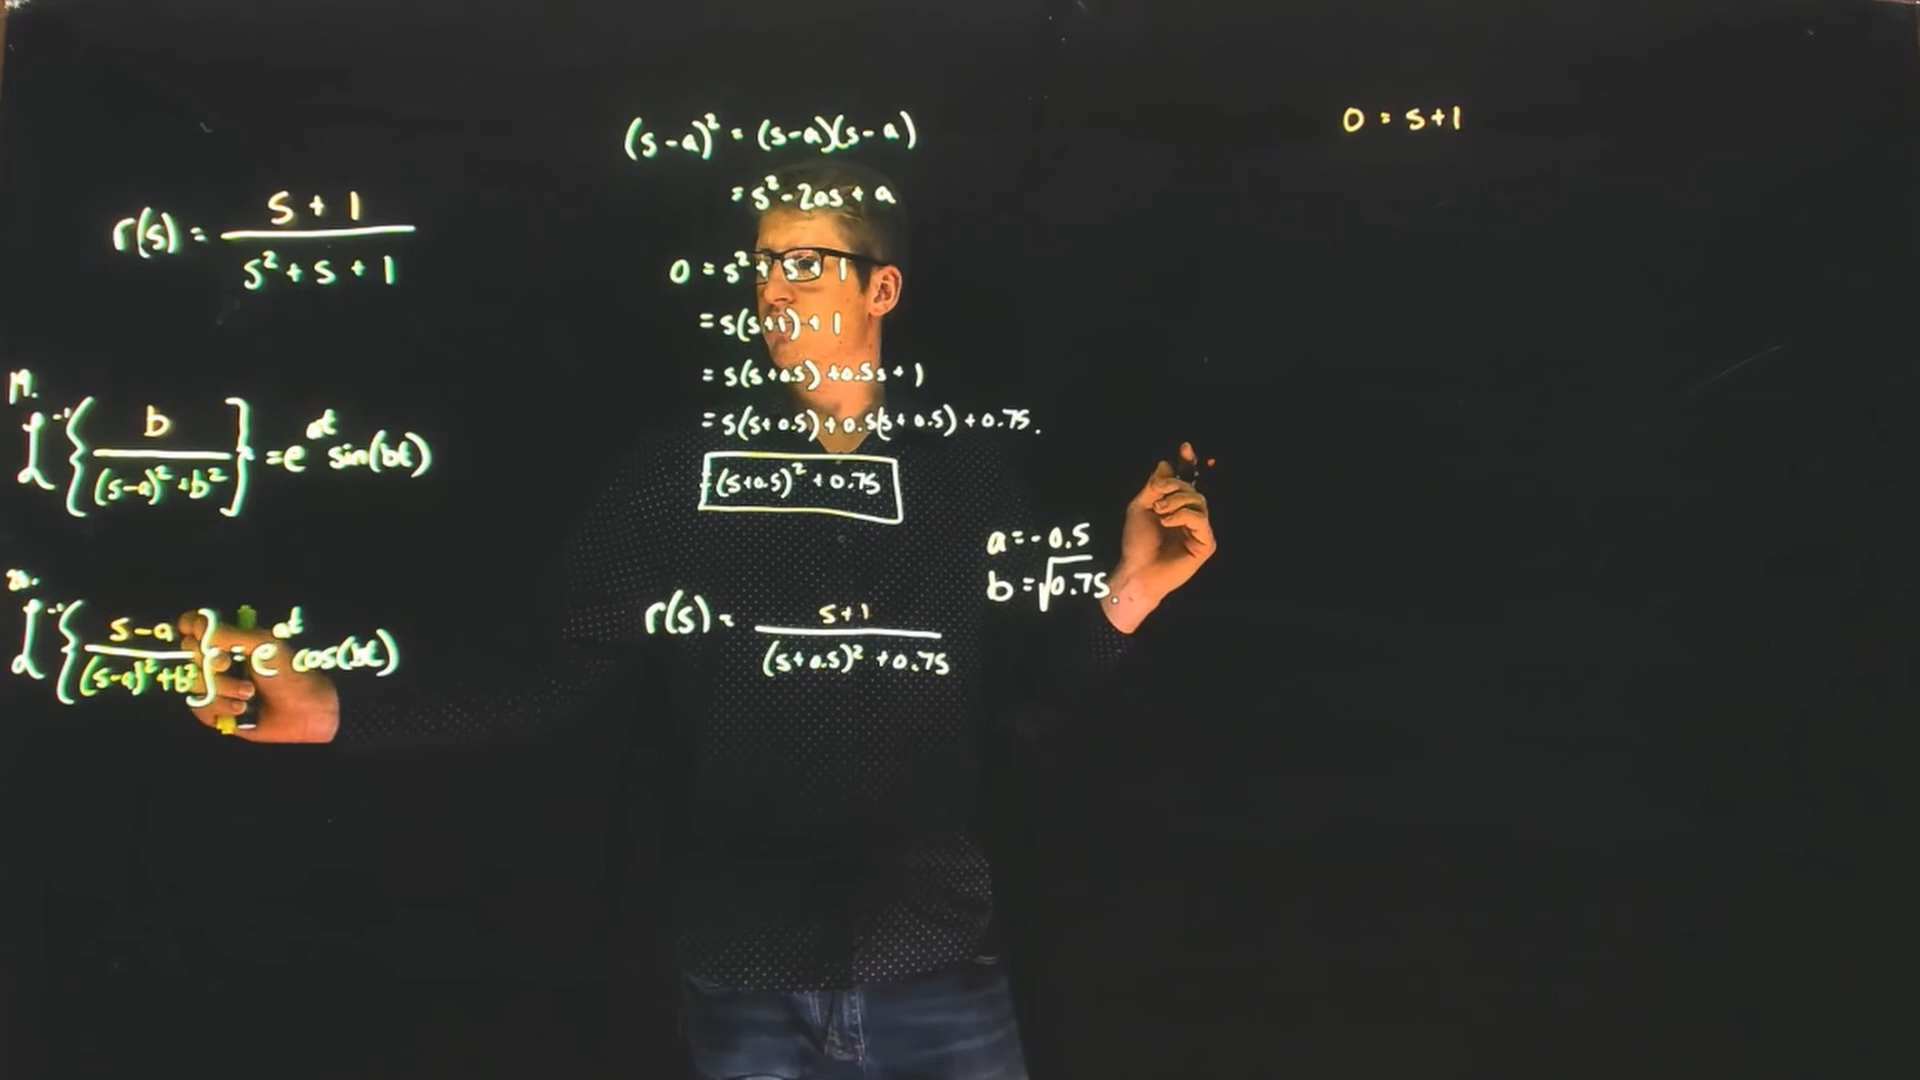 r(s) = (s + 1) / (s² + s + 1)
19.
L⁻¹{b / ((s-a)² + b²)} = e^(at) sin(bt)
20.
L⁻¹{(s-a) / ((s-a)² + b²)} = e^(at) cos(bt)
(s-a)² = (s-a)(s-a)
= s² - 2as + a
0 = s² + s + 1
= s(s+1) + 1
= s(s+0.5) + 0.5s + 1
= s(s+0.5) + 0.5(s+0.5) + 0.75.
= (s+0.5)² + 0.75
r(s) = (s+1) / ((s+0.5)² + 0.75)
a = -0.5
b = √0.75.
0 = s+1